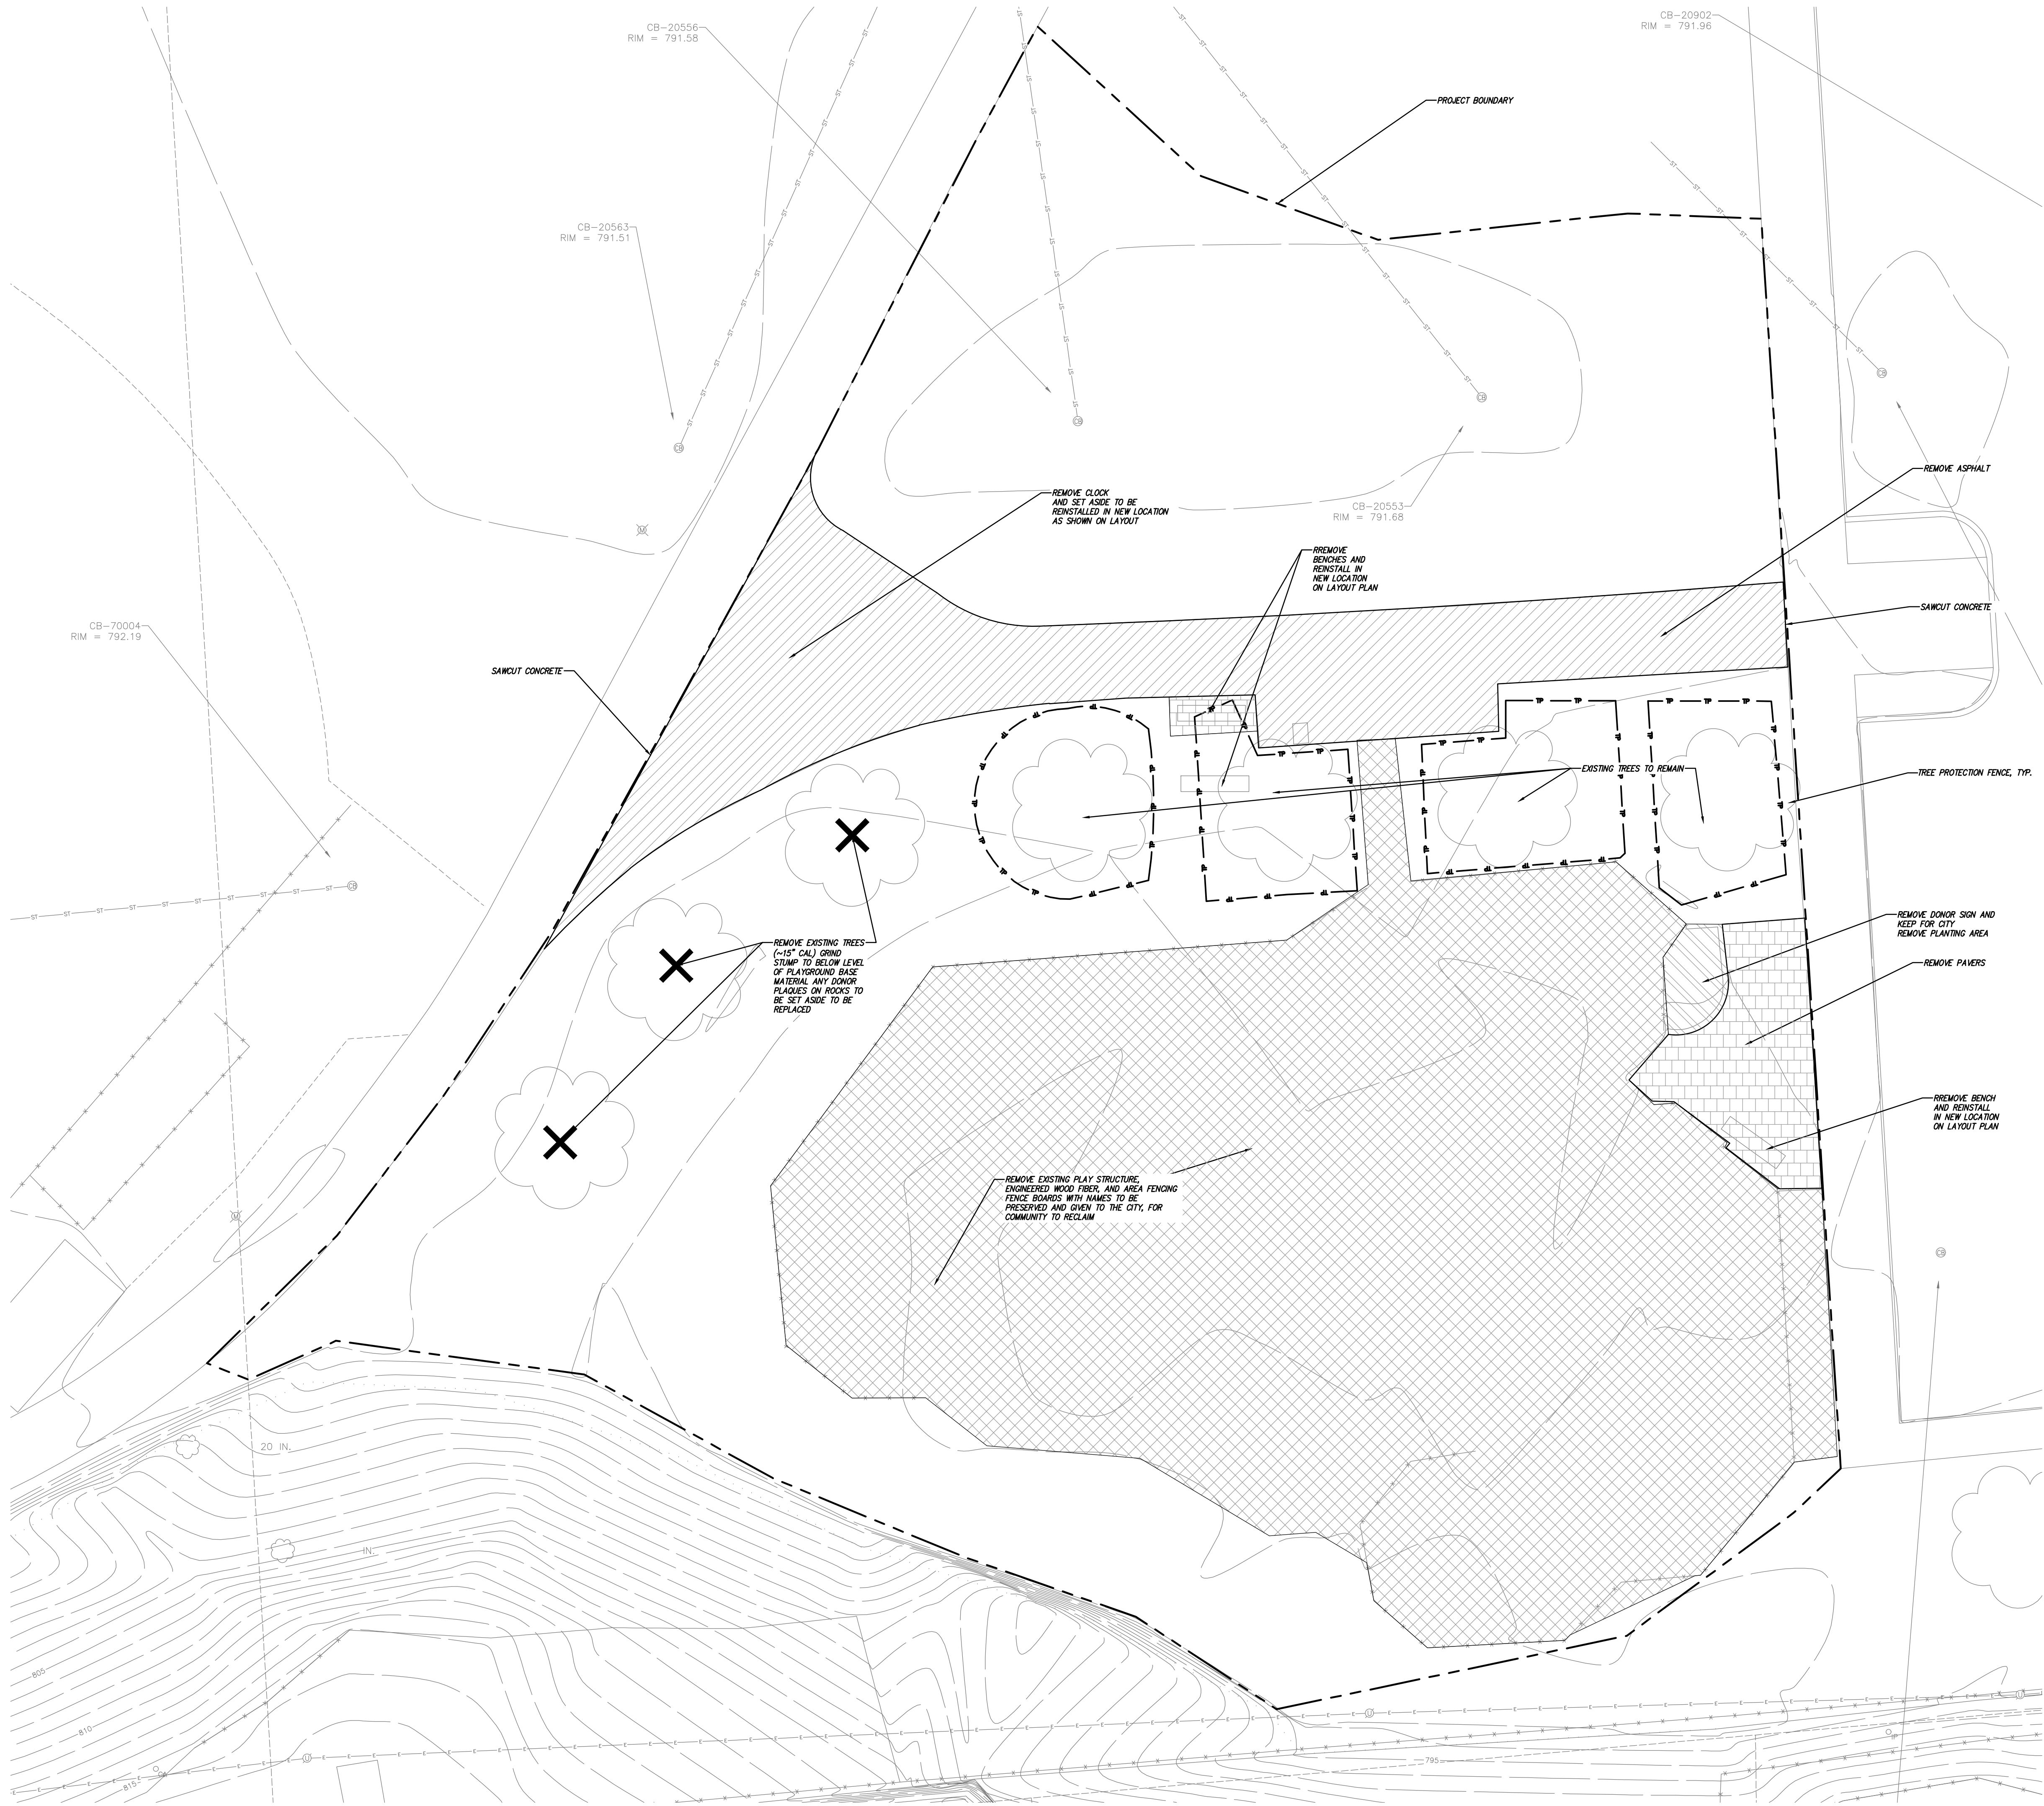 CB-20556
RIM = 791.58
CB-20902
RIM = 791.96
PROJECT BOUNDARY
CB-20563
RIM = 791.51
REMOVE ASPHALT
REMOVE CLOCK
AND SET ASIDE TO BE
REINSTALLED IN NEW LOCATION
AS SHOWN ON LAYOUT
CB-20553
RIM = 791.68
RREMOVE
BENCHES AND
REINSTALL IN
NEW LOCATION
ON LAYOUT PLAN
SAWCUT CONCRETE
CB-70004
RIM = 792.19
SAWCUT CONCRETE
EXISTING TREES TO REMAIN
TREE PROTECTION FENCE, TYP.
REMOVE DONOR SIGN AND
KEEP FOR CITY
REMOVE PLANTING AREA
REMOVE EXISTING TREES
(~15" CAL) GRIND
STUMP TO BELOW LEVEL
OF PLAYGROUND BASE
MATERIAL ANY DONOR
PLAQUES ON ROCKS TO
BE SET ASIDE TO BE
REPLACED
REMOVE PAVERS
RREMOVE BENCH
AND REINSTALL
IN NEW LOCATION
ON LAYOUT PLAN
REMOVE EXISTING PLAY STRUCTURE,
ENGINEERED WOOD FIBER, AND AREA FENCING
FENCE BOARDS WITH NAMES TO BE
PRESERVED AND GIVEN TO THE CITY, FOR
COMMUNITY TO RECLAIM
20 IN.
IN.
805
810
815
795